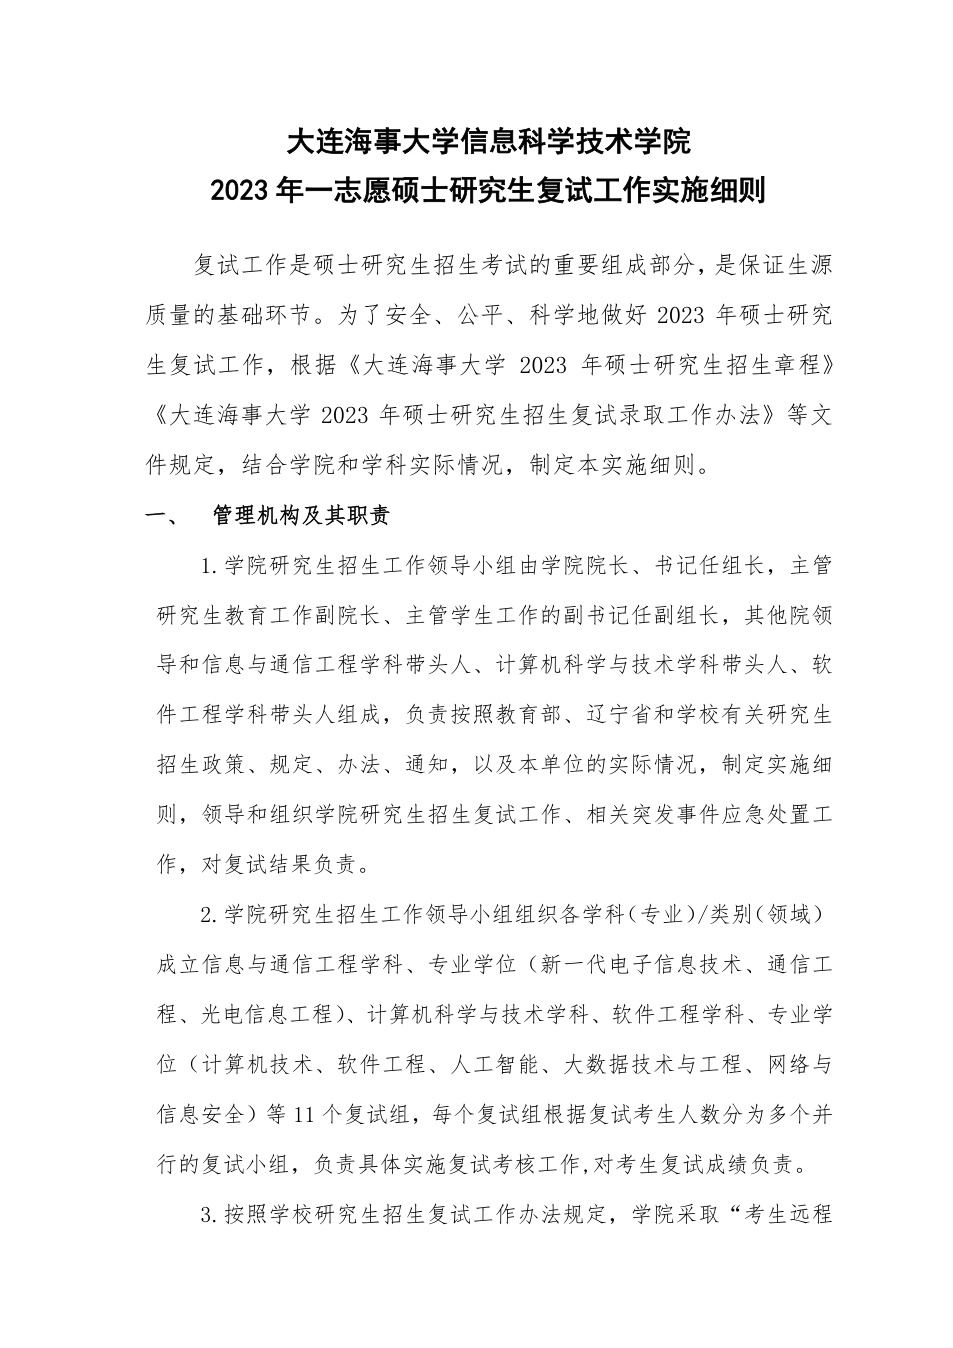 大连海事大学信息科学技术学院
2023 年一志愿硕士研究生复试工作实施细则
复试工作是硕士研究生招生考试的重要组成部分，是保证生源
质量的基础环节。为了安全、公平、科学地做好 2023 年硕士研究
生复试工作，根据《大连海事大学 2023 年硕士研究生招生章程》
《大连海事大学 2023 年硕士研究生招生复试录取工作办法》等文
件规定，结合学院和学科实际情况，制定本实施细则。
一、 管理机构及其职责
1.学院研究生招生工作领导小组由学院院长、书记任组长，主管
研究生教育工作副院长、主管学生工作的副书记任副组长，其他院领
导和信息与通信工程学科带头人、计算机科学与技术学科带头人、软
件工程学科带头人组成，负责按照教育部、辽宁省和学校有关研究生
招生政策、规定、办法、通知，以及本单位的实际情况，制定实施细
则，领导和组织学院研究生招生复试工作、相关突发事件应急处置工
作，对复试结果负责。
2.学院研究生招生工作领导小组组织各学科(专业)/类别(领域)
成立信息与通信工程学科、专业学位（新一代电子信息技术、通信工
程、光电信息工程）、计算机科学与技术学科、软件工程学科、专业学
位（计算机技术、软件工程、人工智能、大数据技术与工程、网络与
信息安全）等 11 个复试组，每个复试组根据复试考生人数分为多个并
行的复试小组，负责具体实施复试考核工作,对考生复试成绩负责。
3.按照学校研究生招生复试工作办法规定，学院采取“考生远程